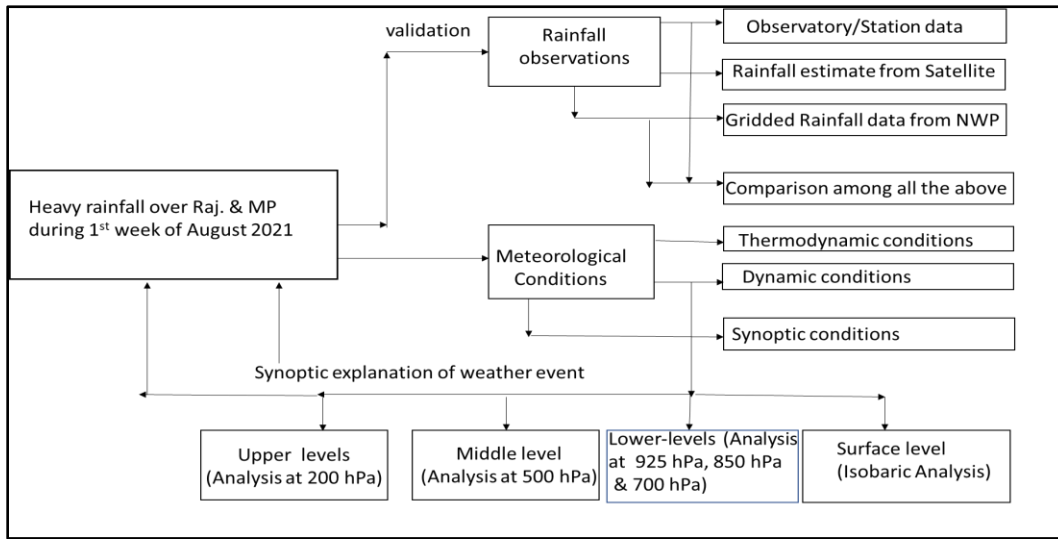 validation
Rainfall
observations
Observatory/Station data
Rainfall estimate from Satellite
Gridded Rainfall data from NWP
Comparison among all the above
Heavy rainfall over Raj. & MP
during 1st week of August 2021
Meteorological
Conditions
Thermodynamic conditions
Dynamic conditions
Synoptic conditions
Synoptic explanation of weather event
Upper levels
(Analysis at 200 hPa)
Middle level
(Analysis at 500 hPa)
Lower-levels (Analysis
at 925 hPa, 850 hPa
& 700 hPa)
Surface level
(Isobaric Analysis)